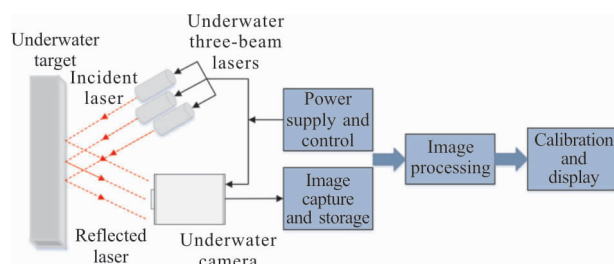 Underwater
target
Underwater
three-beam
lasers
Incident
laser
Power
supply and
control
Image
processing
Calibration
and
display
Image
capture
and storage
Reflected
laser
Underwater
camera